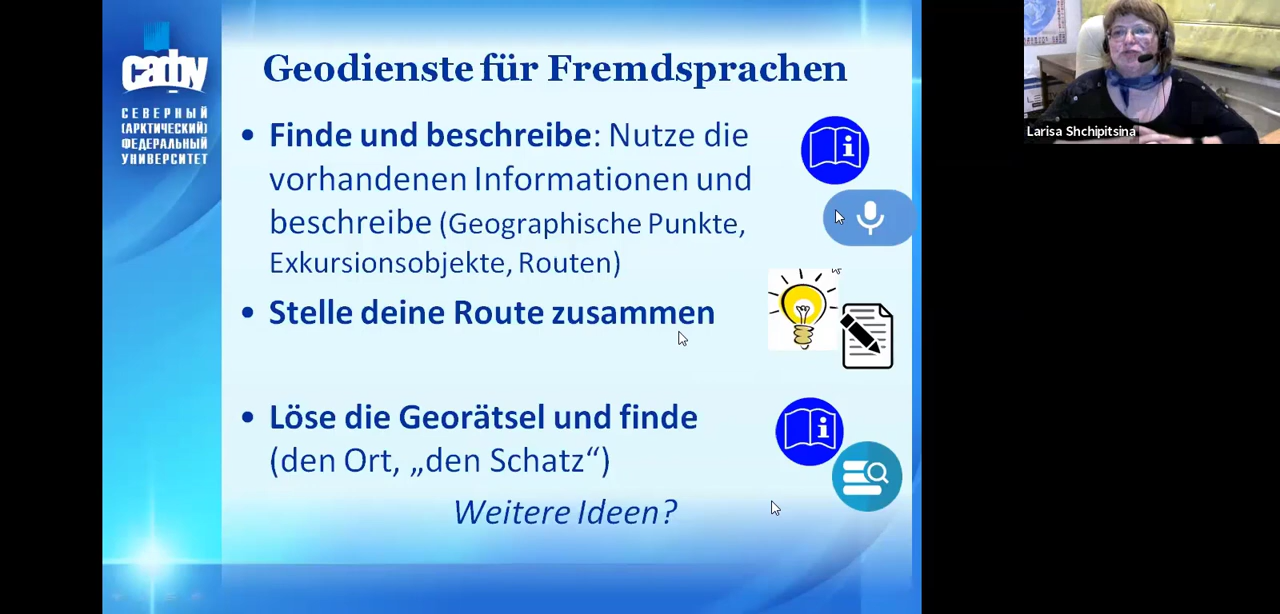 сафу
СЕВЕРНЫЙ
(АРКТИЧЕСКИЙ)
ФЕДЕРАЛЬНЫЙ
УНИВЕРСИТЕТ
Geodienste für Fremdsprachen
• Finde und beschreibe: Nutze die
vorhandenen Informationen und
beschreibe (Geographische Punkte,
Exkursionsobjekte, Routen)
• Stelle deine Route zusammen
• Löse die Georätsel und finde
(den Ort, „den Schatz“)
Weitere Ideen?
Larisa Shchipitsina